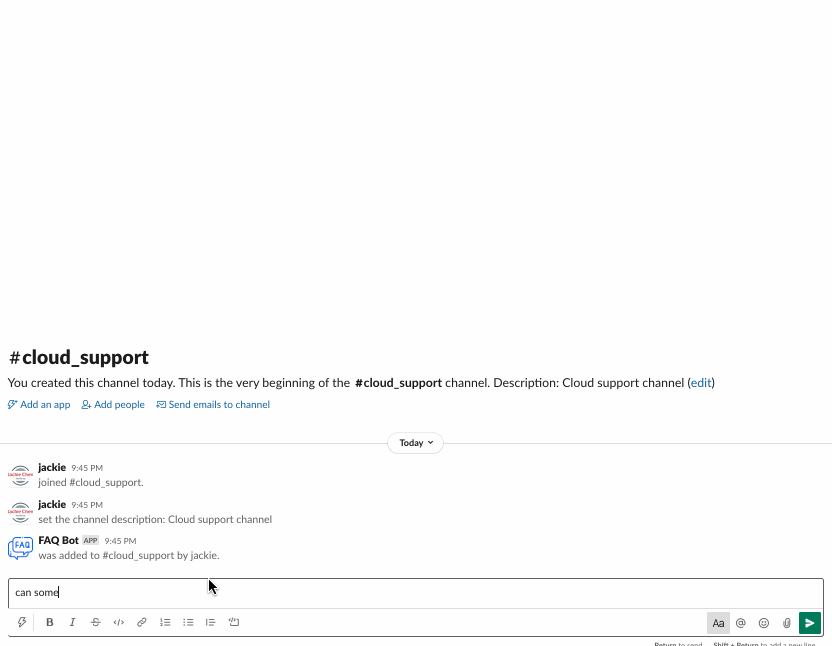 #cloud_support
You created this channel today. This is the very beginning of the #cloud_support channel. Description: Cloud support channel (edit)
Add an app Add people Send emails to channel
Today
jackie 9:45 PM
joined #cloud_support.
jackie 9:45 PM
set the channel description: Cloud support channel
FAQ
FAQ Bot APP 9:45 PM
was added to #cloud_support by jackie.
can some
B I S </> Aa @
Return to send Shift + Return to add a new line